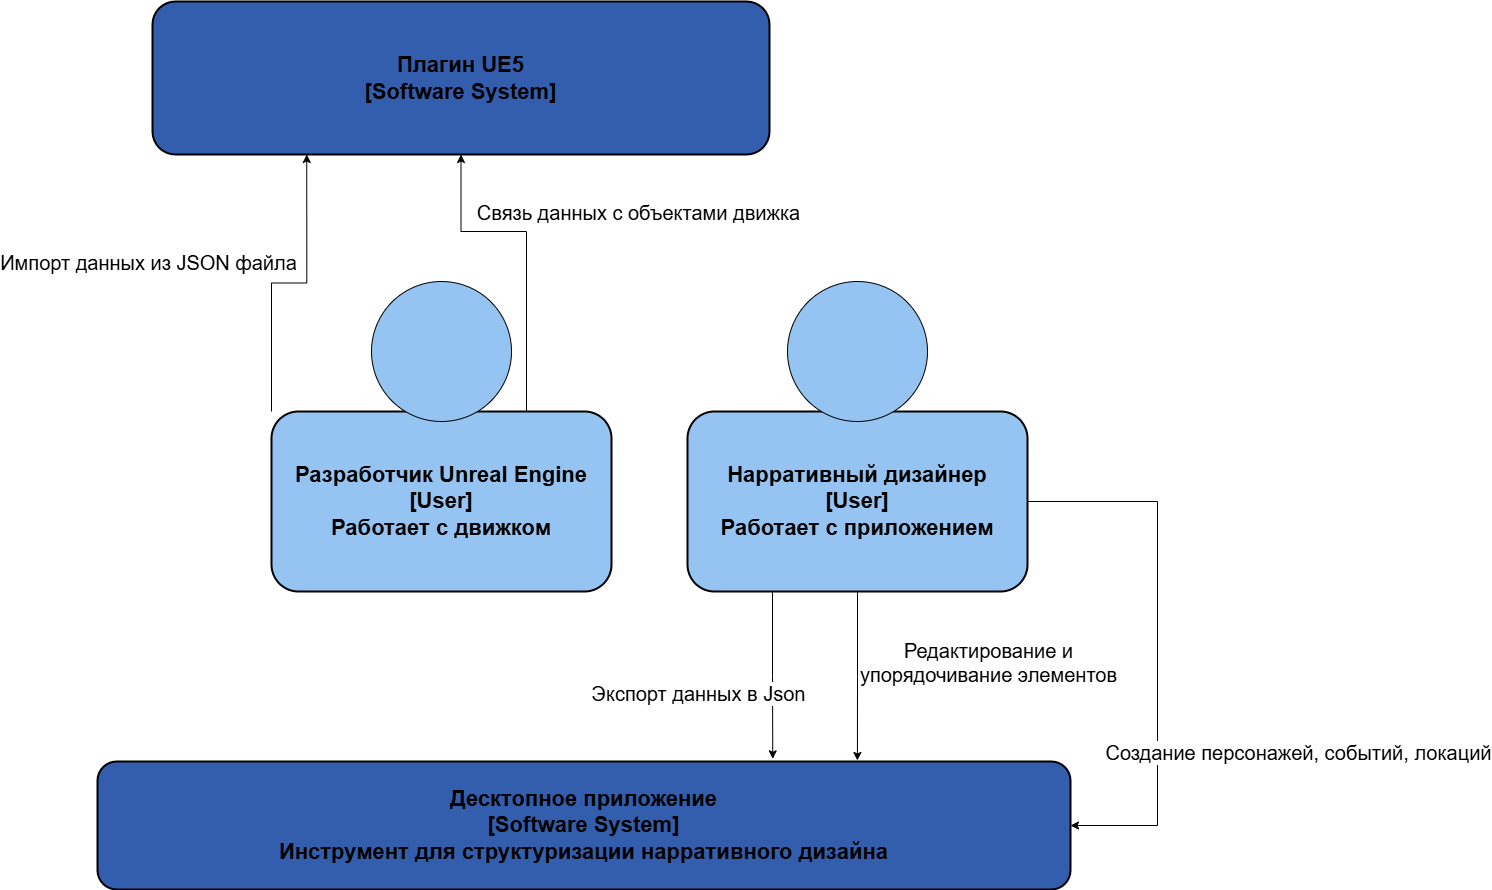 Плагин UE5
[Software System]
Связь данных с объектами движка
Импорт данных из JSON файла
Разработчик Unreal Engine
[User]
Работает с движком
Нарративный дизайнер
[User]
Работает с приложением
Редактирование и
упорядочивание элементов
Экспорт данных в Json
Создание персонажей, событий, локаций
Десктопное приложение
[Software System]
Инструмент для структуризации нарративного дизайна